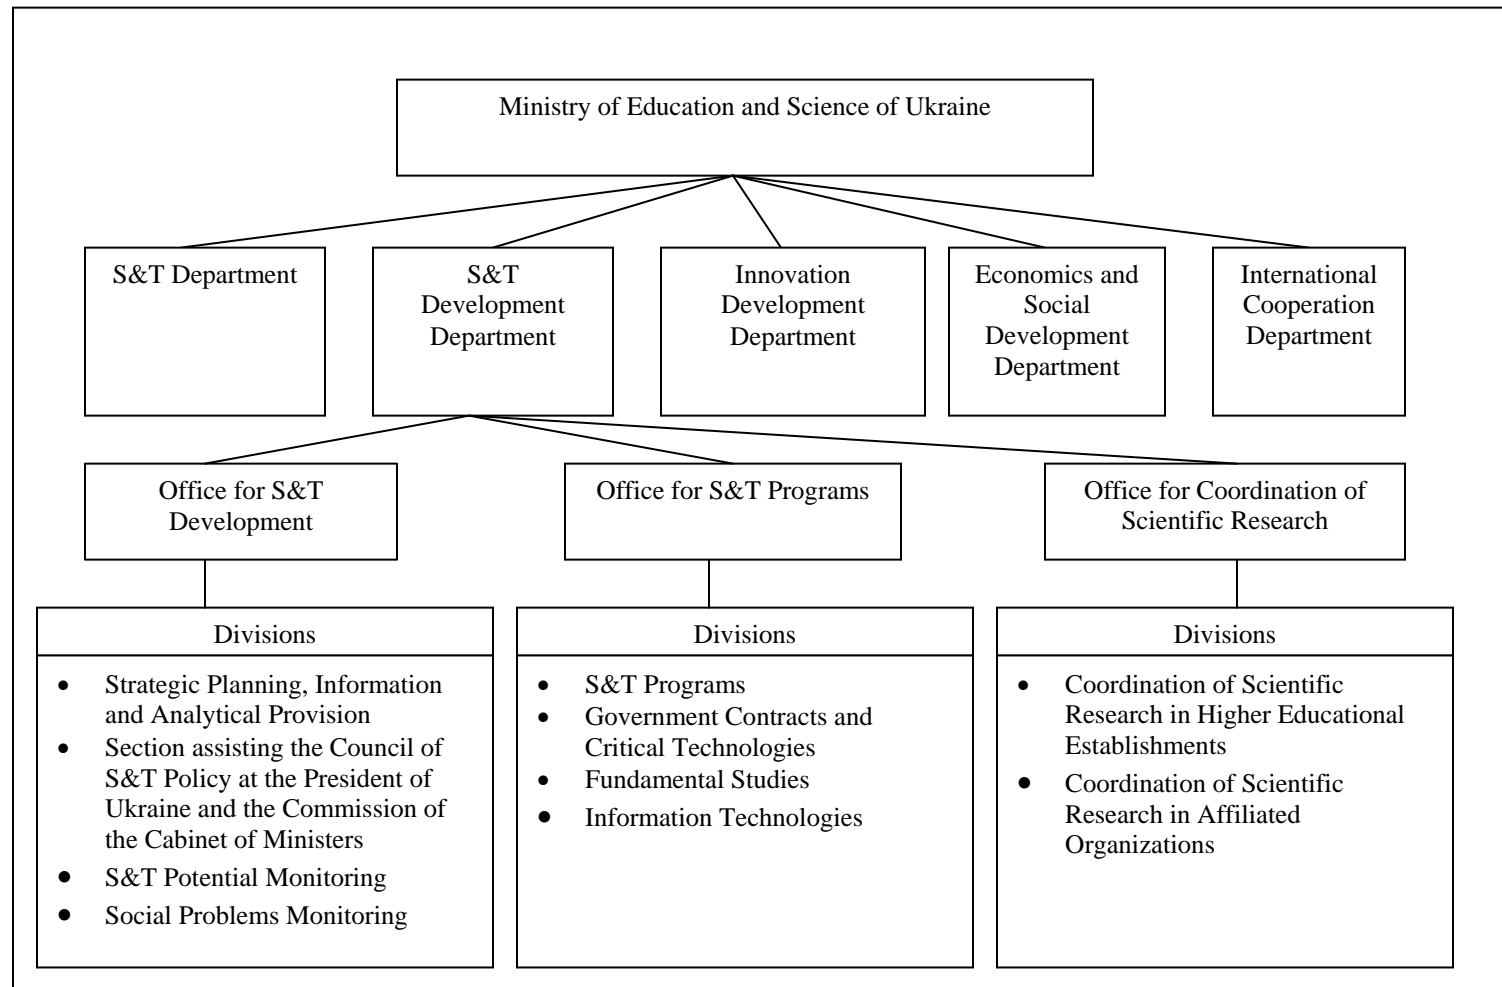 Ministry of Education and Science of Ukraine
S&T Department
S&T
Development
Department
Innovation
Development
Department
Economics and
Social
Development
Department
International
Cooperation
Department
Office for S&T
Development
Office for S&T Programs
Office for Coordination of
Scientific Research
Divisions
• Strategic Planning, Information
and Analytical Provision
• Section assisting the Council of
S&T Policy at the President of
Ukraine and the Commission of
the Cabinet of Ministers
• S&T Potential Monitoring
• Social Problems Monitoring
Divisions
• S&T Programs
• Government Contracts and
Critical Technologies
• Fundamental Studies
• Information Technologies
Divisions
• Coordination of Scientific
Research in Higher Educational
Establishments
• Coordination of Scientific
Research in Affiliated
Organizations